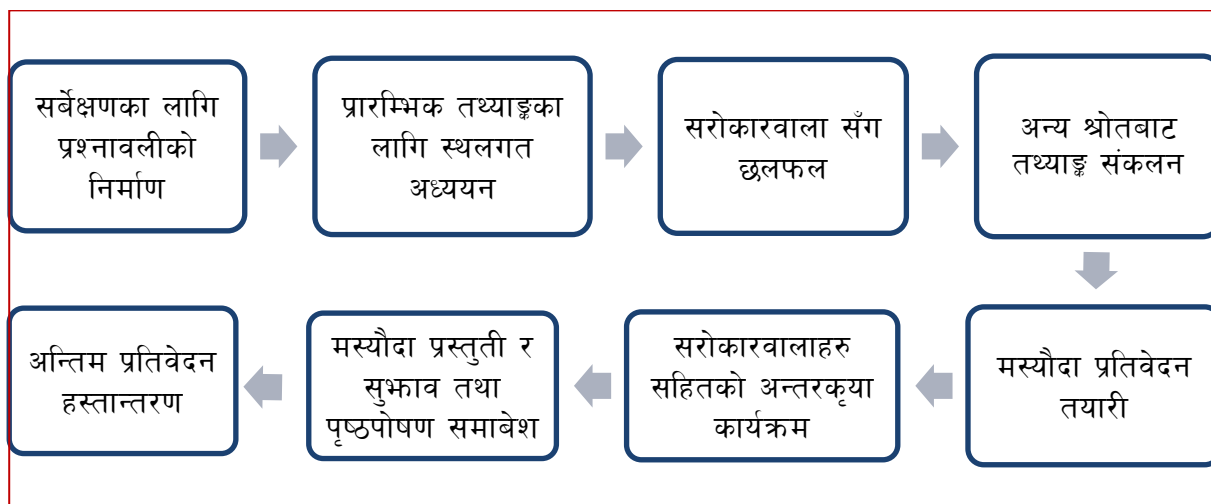 सर्बेक्षणका लागि
प्रश्नावलीको
निर्माण
प्रारम्भिक तथ्याङ्कका
लागि स्थलगत
अध्ययन
सरोकारवाला सँग
छलफल
अन्य श्रोतबाट
तथ्याङ्क संकलन
मस्यौदा प्रतिवेदन
तयारी
सरोकारवालाहरु
सहितको अन्तरकृया
कार्यक्रम
मस्यौदा प्रस्तुती र
सुझाव तथा
पृष्ठपोषण समाबेश
अन्तिम प्रतिवेदन
हस्तान्तरण